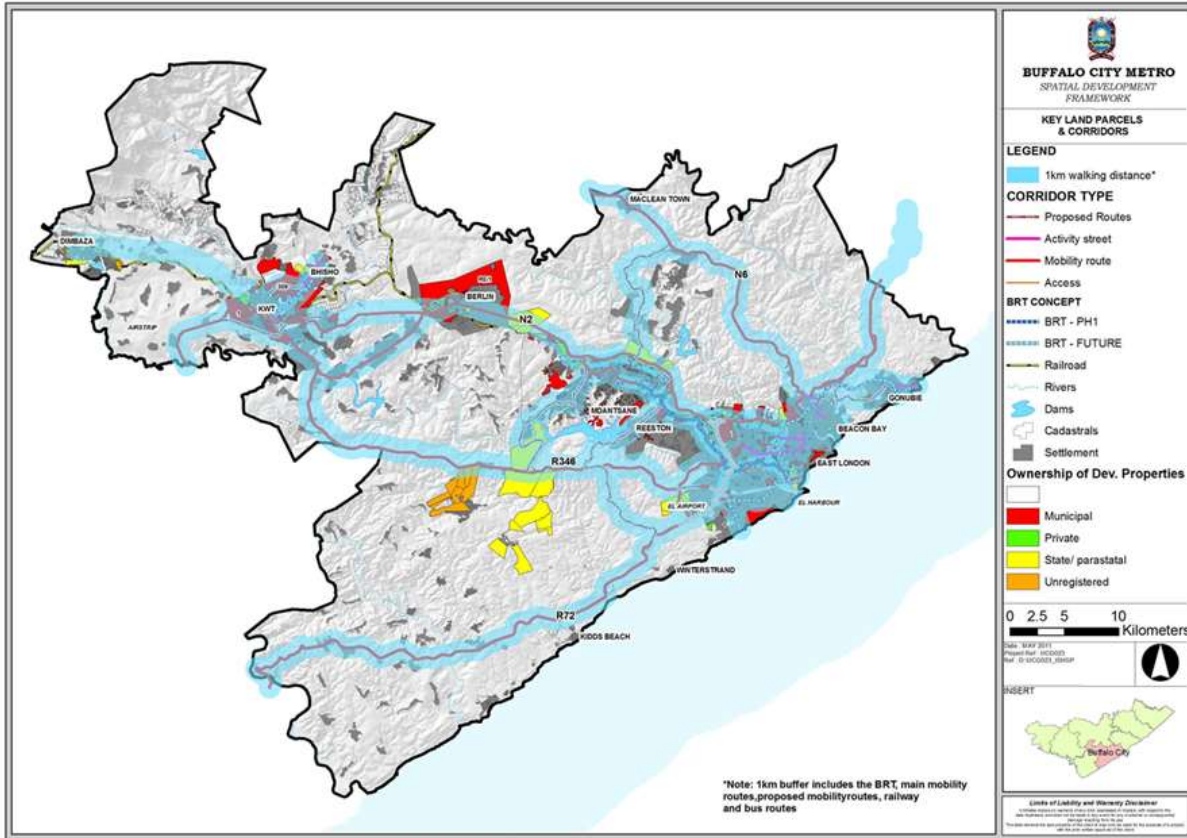 MACLEAN TOWN
DIMBAZA
BHISHO
N6
BERLIN
KWT
N2
AIRSTRIP
GONUBIE
MDANTSANE
REESTON
BEACON BAY
EAST LONDON
R346
EL AIRPORT
EL HARBOUR
WINTERSTRAND
R72
KIDDS BEACH
*Note: 1km buffer includes the BRT, main mobility
routes,proposed mobilityroutes, railway
and bus routes
BUFFALO CITY METRO
SPATIAL DEVELOPMENT
FRAMEWORK
KEY LAND PARCELS
& CORRIDORS
LEGEND
1km walking distance*
CORRIDOR TYPE
Proposed Routes
Activity street
Mobility route
Access
BRT CONCEPT
BRT - PH1
BRT - FUTURE
Railroad
Rivers
Dams
Cadastrals
Settlement
Ownership of Dev. Properties
Municipal
Private
State/ parastatal
Unregistered
0 2.5 5 10
Kilometers
Date : MAY 2011
INSERT
Buffalo City
Limits of Liability and Warranty Disclaimer